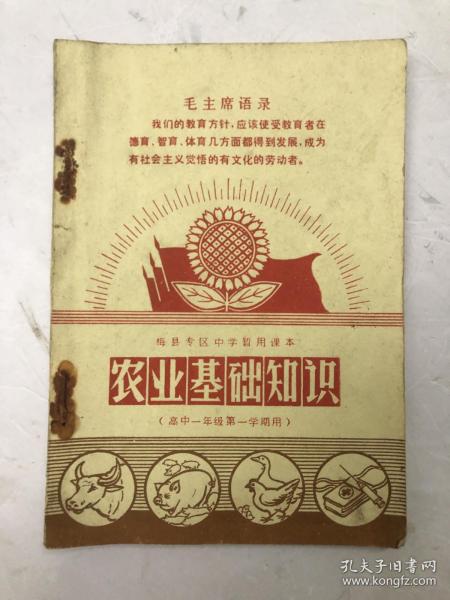 毛主席语录
我们的教育方针，应该使受教育者在
德育、智育、体育几方面都得到发展，成为
有社会主义觉悟的有文化的劳动者。
梅县专区中学暂用课本
农业基础知识
（高中一年级第一学期用）
孔夫子旧书网
www.kongfz.com